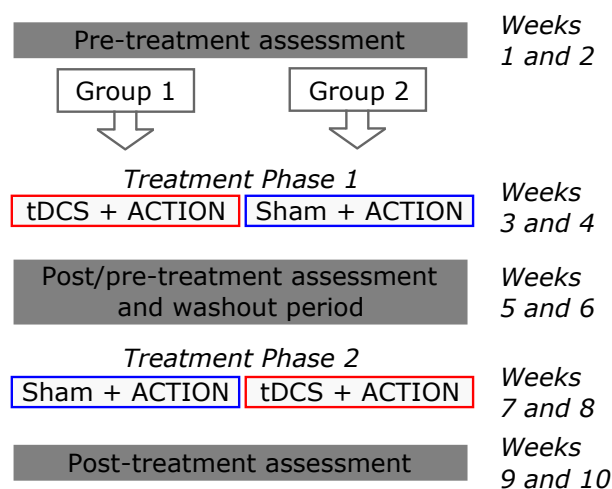 Pre-treatment assessment
Weeks
1 and 2
Group 1
Group 2
Treatment Phase 1
tDCS + ACTION
Sham + ACTION
Weeks
3 and 4
Post/pre-treatment assessment
and washout period
Weeks
5 and 6
Treatment Phase 2
Sham + ACTION
tDCS + ACTION
Weeks
7 and 8
Post-treatment assessment
Weeks
9 and 10